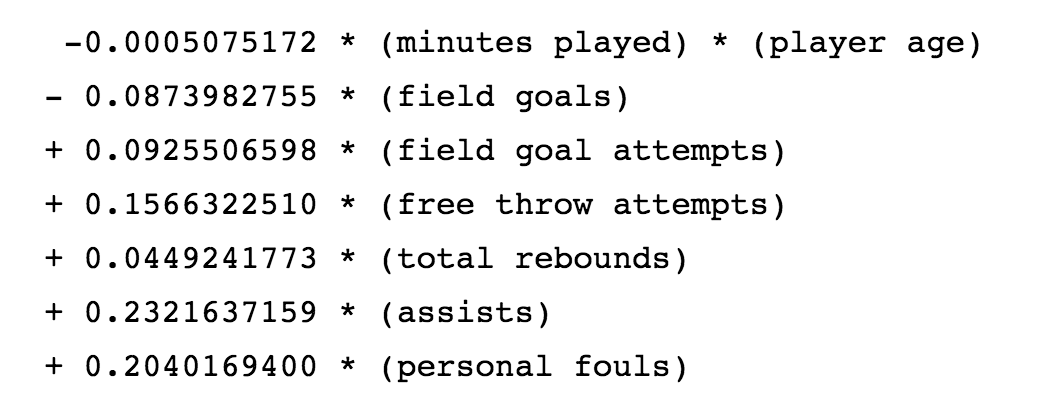 -0.0005075172 * (minutes played) * (player age)
- 0.0873982755 * (field goals)
+ 0.0925506598 * (field goal attempts)
+ 0.1566322510 * (free throw attempts)
+ 0.0449241773 * (total rebounds)
+ 0.2321637159 * (assists)
+ 0.2040169400 * (personal fouls)